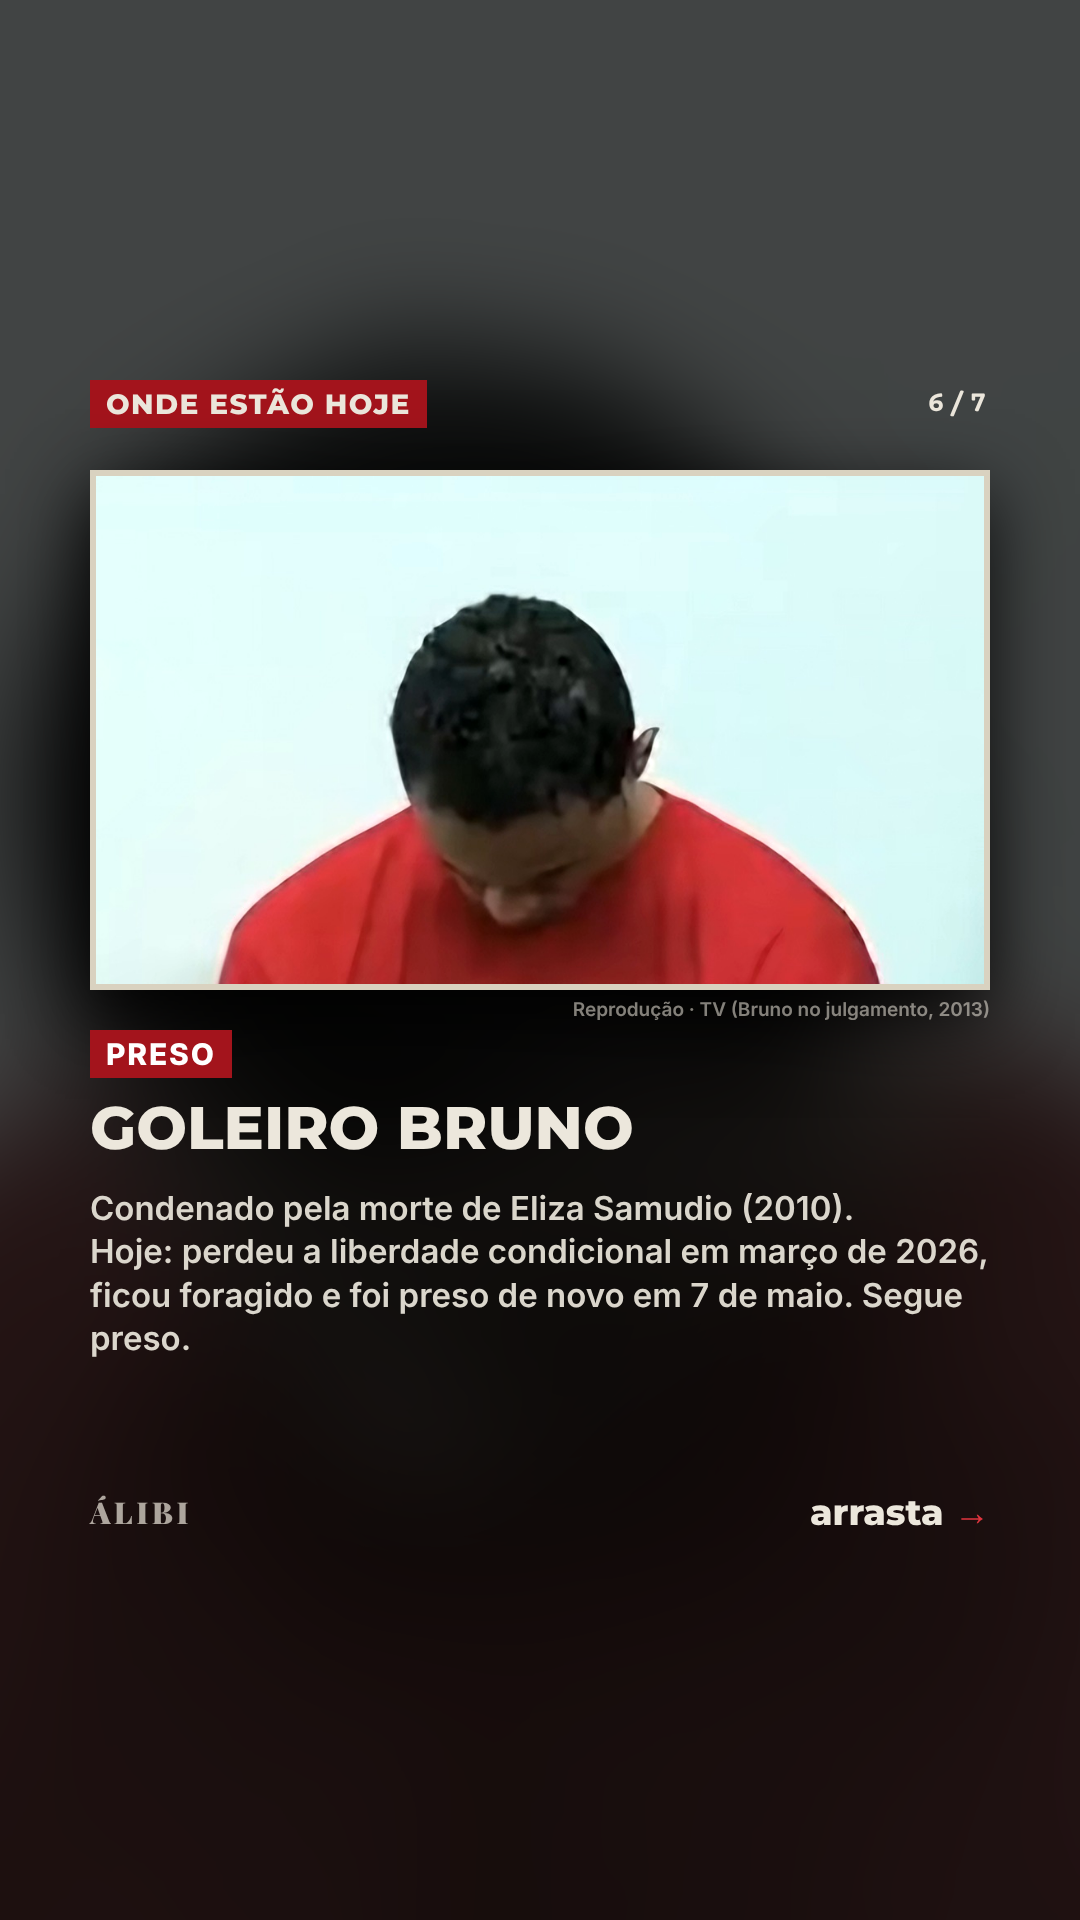 ONDE ESTÃO HOJE
6 / 7
Reprodução · TV (Bruno no julgamento, 2013)
PRESO
GOLEIRO BRUNO
Condenado pela morte de Eliza Samudio (2010).
Hoje: perdeu a liberdade condicional em março de 2026,
ficou foragido e foi preso de novo em 7 de maio. Segue
preso.
ÁLIBI
arrasta →